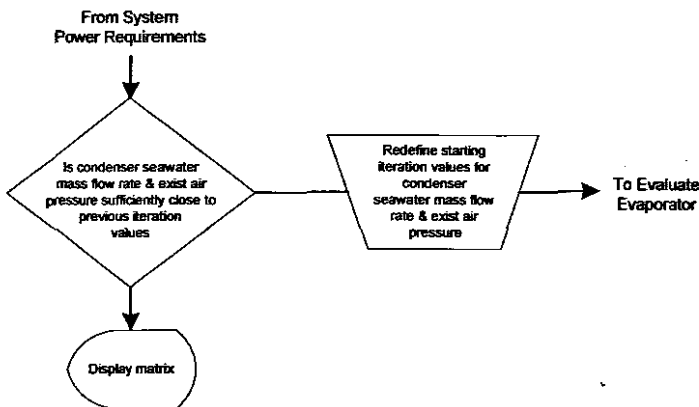 From System
Power Requirements
Is condenser seawater
mass flow rate & exist air
pressure sufficiently close to
previous iteration
values
Redefine starting
iteration values for
condenser
seawater mass flow
rate & exist air
pressure
To Evaluate
Evaporator
Display matrix